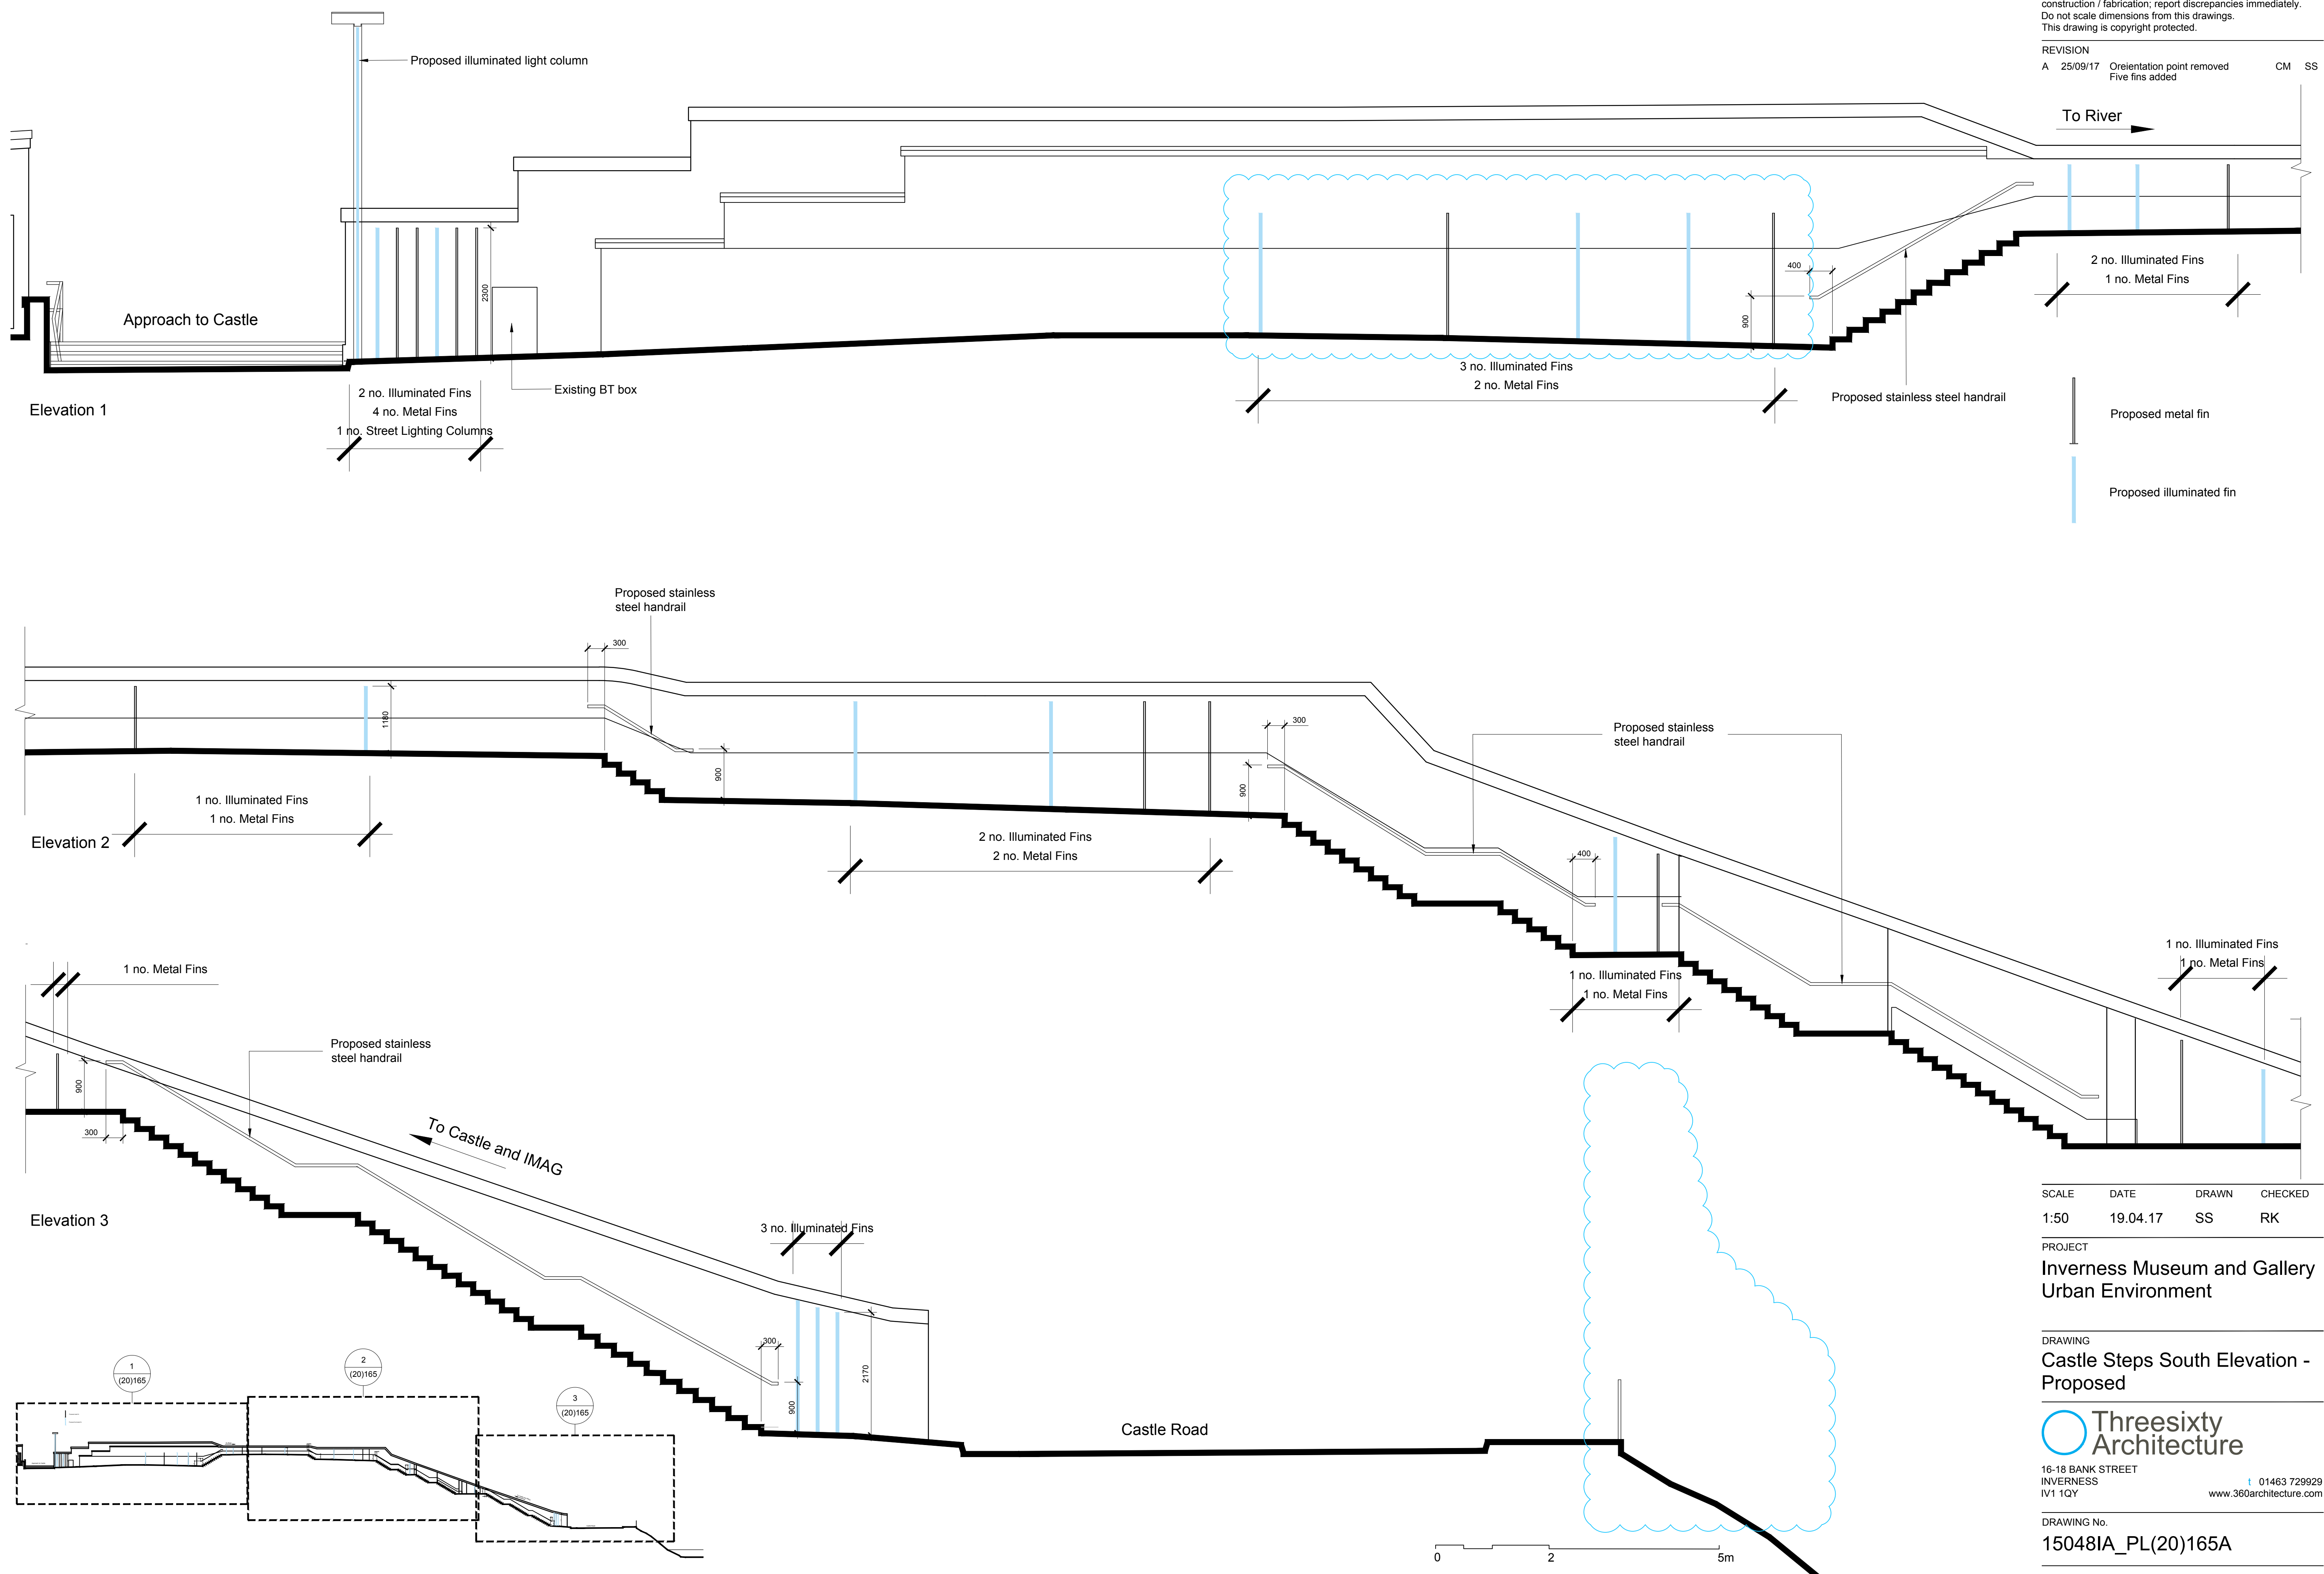 construction / fabrication; report discrepancies immediately.
Do not scale dimensions from this drawings.
This drawing is copyright protected.
REVISION
A 25/09/17 Oreientation point removed CM SS
Five fins added
Proposed illuminated light column
To River
2300
Approach to Castle
Existing BT box
2 no. Illuminated Fins
4 no. Metal Fins
1 no. Street Lighting Columns
Elevation 1
400
900
3 no. Illuminated Fins
2 no. Metal Fins
Proposed stainless steel handrail
2 no. Illuminated Fins
1 no. Metal Fins
Proposed metal fin
Proposed illuminated fin
Proposed stainless
steel handrail
300
1180
900
1 no. Illuminated Fins
1 no. Metal Fins
Elevation 2
2 no. Illuminated Fins
2 no. Metal Fins
300
900
Proposed stainless
steel handrail
400
1 no. Illuminated Fins
1 no. Metal Fins
1 no. Illuminated Fins
1 no. Metal Fins
1 no. Metal Fins
Proposed stainless
steel handrail
900
300
To Castle and IMAG
Elevation 3
3 no. Illuminated Fins
300
900
2170
Castle Road
1
(20)165
2
(20)165
3
(20)165
0 2 5m
SCALE DATE DRAWN CHECKED
1:50 19.04.17 SS RK
PROJECT
Inverness Museum and Gallery
Urban Environment
DRAWING
Castle Steps South Elevation -
Proposed
Threesixty
Architecture
16-18 BANK STREET
INVERNESS t 01463 729929
IV1 1QY www.360architecture.com
DRAWING No.
15048IA_PL(20)165A